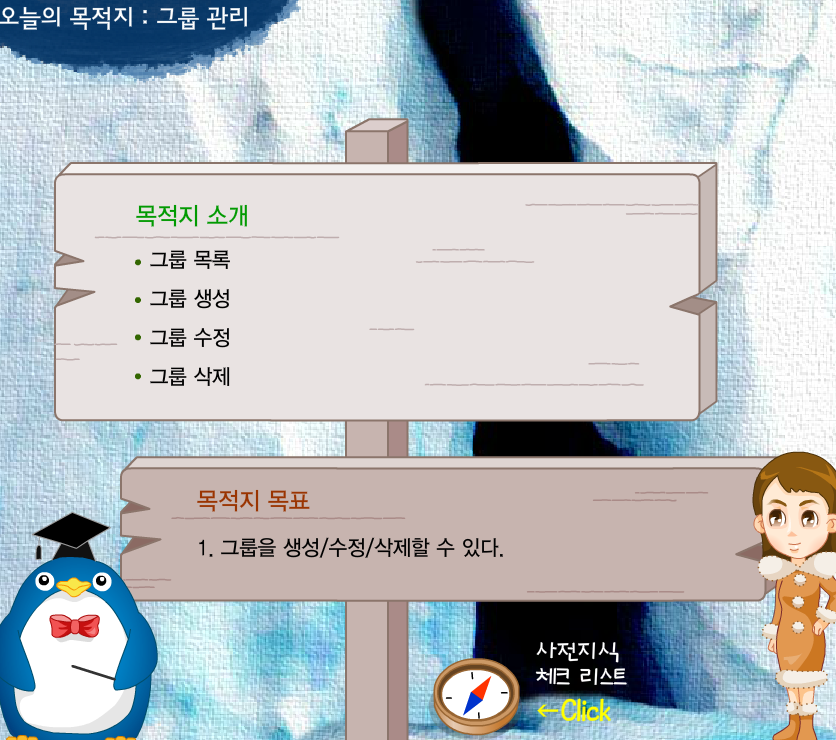 오늘의 목적지 : 그룹 관리
목적지 소개
• 그룹 목록
• 그룹 생성
• 그룹 수정
• 그룹 삭제
목적지 목표
1. 그룹을 생성/수정/삭제할 수 있다.
사전지식
체크 리스트
←Click